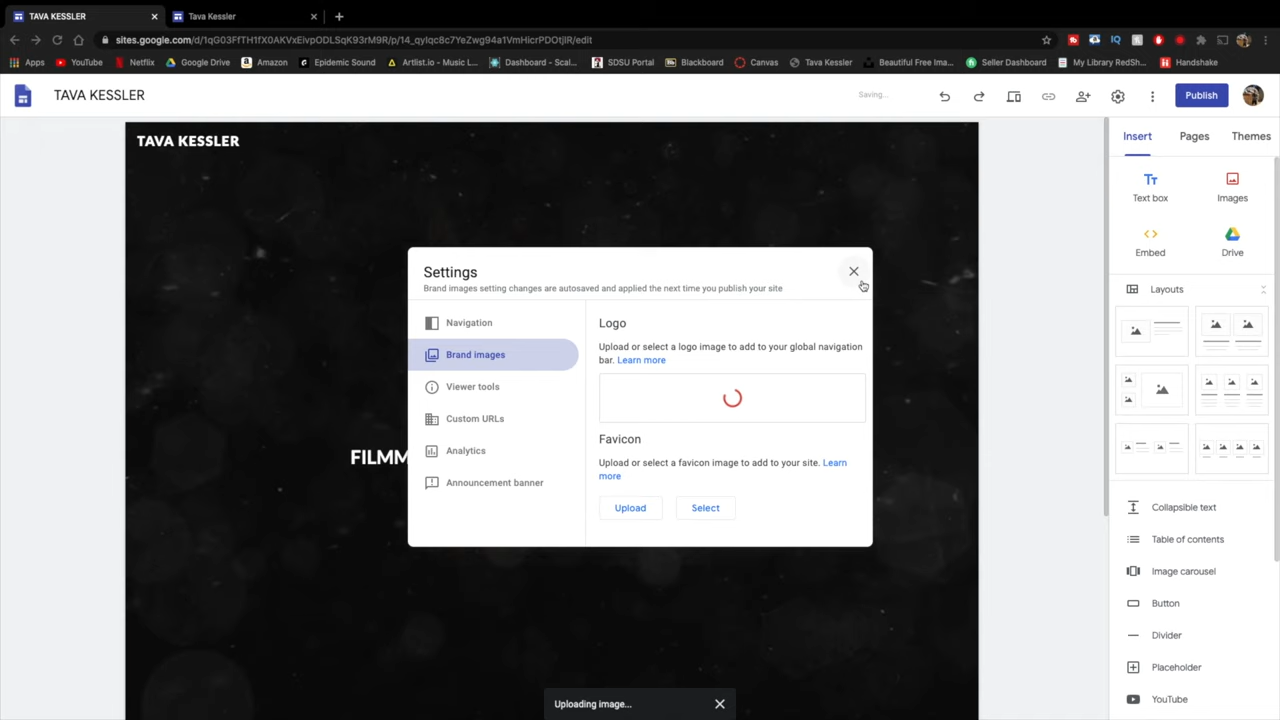 TAVA KESSLER
Tava Kessler
sites.google.com/d/1qG03FfTH1fX0AKVxEivpODLSqK93rM9R/p/14_qyIqc8c7YeZwg94a1VmHicrPDOtjlR/edit
Apps
YouTube
Netflix
Google Drive
Amazon
Epidemic Sound
Artlist.io - Music L...
Dashboard - Scal...
SDSU Portal
Blackboard
Canvas
Tava Kessler
Beautiful Free Ima...
Seller Dashboard
My Library RedSh...
Handshake
TAVA KESSLER
Saving...
Publish
TAVA KESSLER
Insert
Pages
Themes
Text box
Images
Embed
Drive
Layouts
Settings
Brand images setting changes are autosaved and applied the next time you publish your site
Navigation
Brand images
Viewer tools
Custom URLs
Analytics
Announcement banner
Logo
Upload or select a logo image to add to your global navigation
bar. Learn more
Favicon
Upload or select a favicon image to add to your site. Learn
more
Upload
Select
FILMM
Collapsible text
Table of contents
Image carousel
Button
Divider
Placeholder
YouTube
Uploading image...